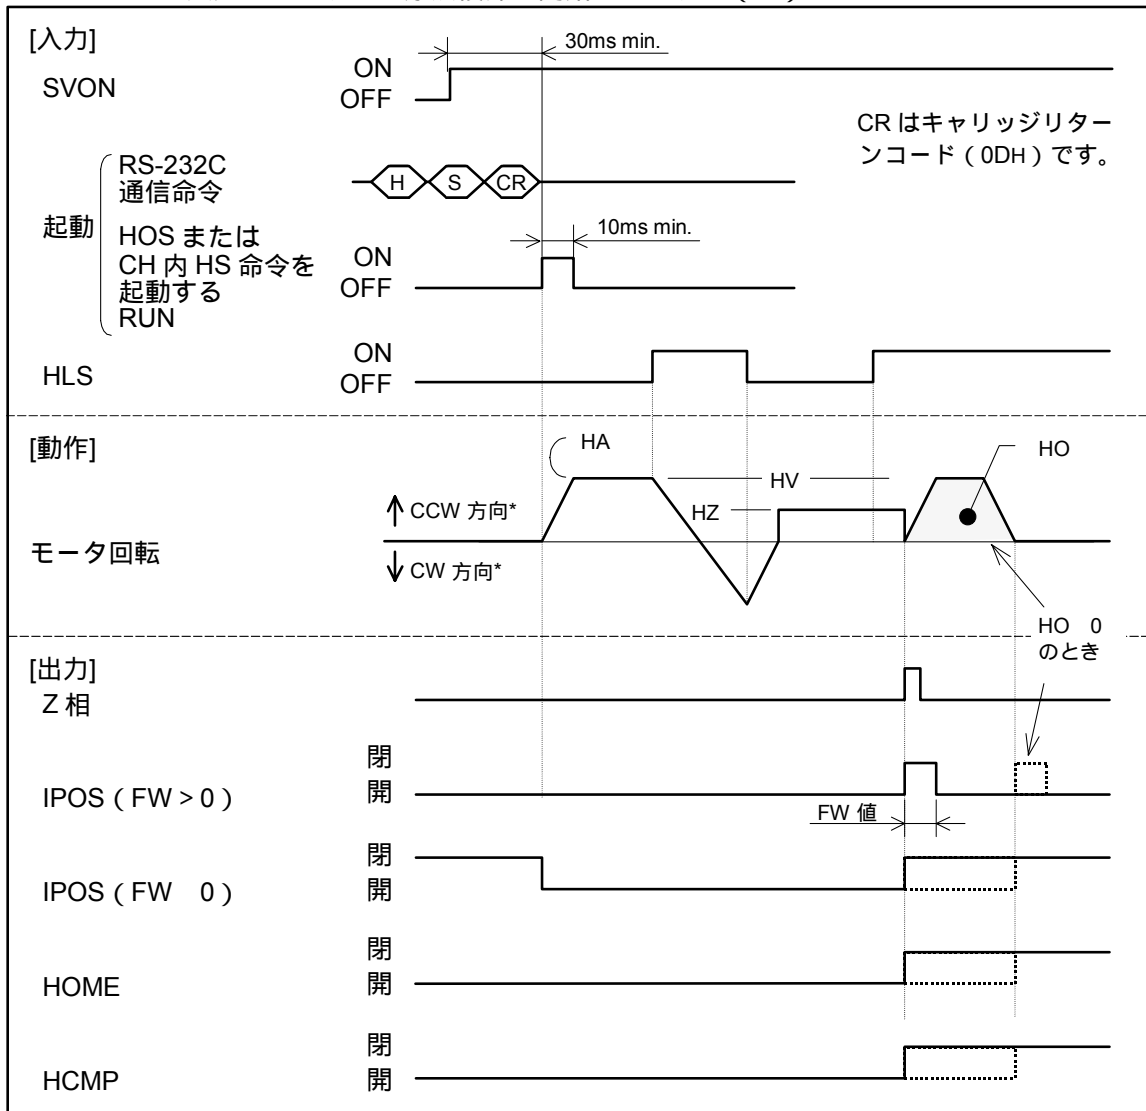 [入力]
30ms min.
SVON
ON
OFF
CR はキャリッジリター
ンコード（0DH）です。
起動
RS-232C
通信命令
H
S
CR
10ms min.
HOS または
CH 内 HS 命令を
起動する
RUN
ON
OFF
HLS
ON
OFF
[動作]
HA
HO
HV
HZ
CCW 方向*
モータ回転
CW 方向*
HO 0
のとき
[出力]
Z 相
IPOS（FW > 0）
閉
開
FW 値
IPOS（FW 0）
閉
開
HOME
閉
開
HCMP
閉
開